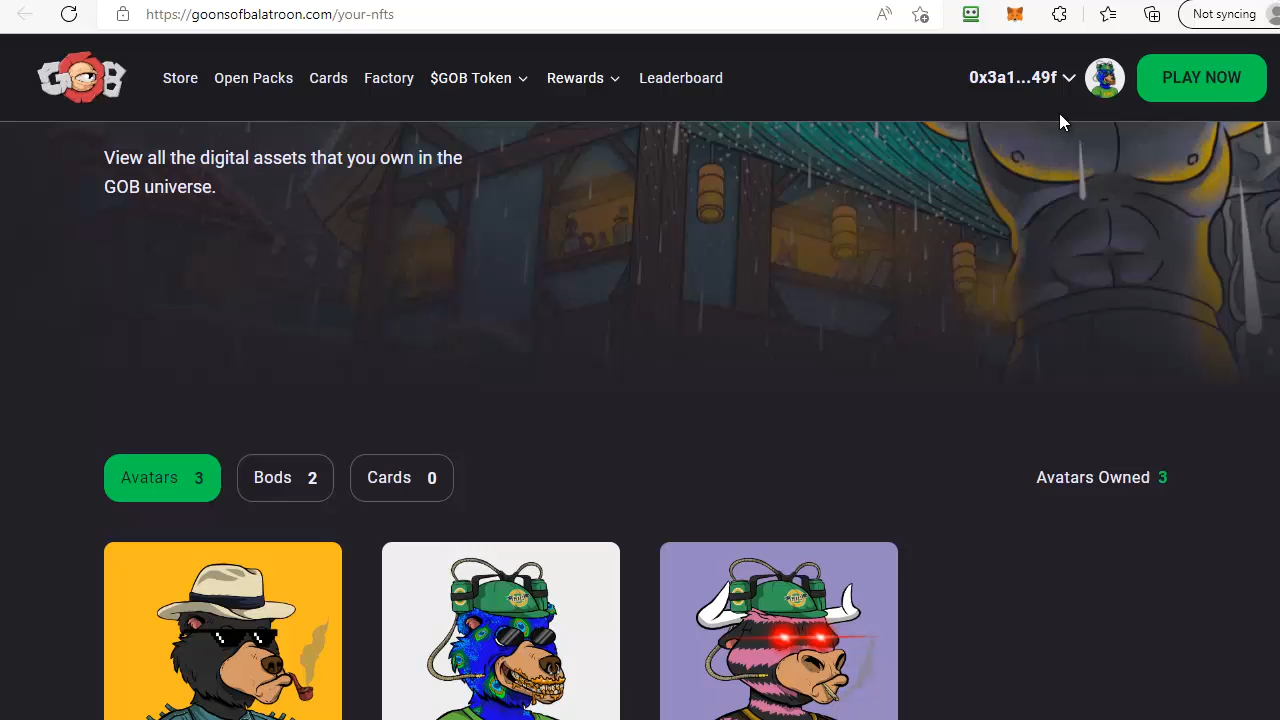 https://goonsofbalatroon.com/your-nfts
Not syncing
GOB
Store Open Packs Cards Factory $GOB Token Rewards Leaderboard
0x3a1...49f
PLAY NOW
View all the digital assets that you own in the
GOB universe.
Avatars 3
Bods 2
Cards 0
Avatars Owned 3